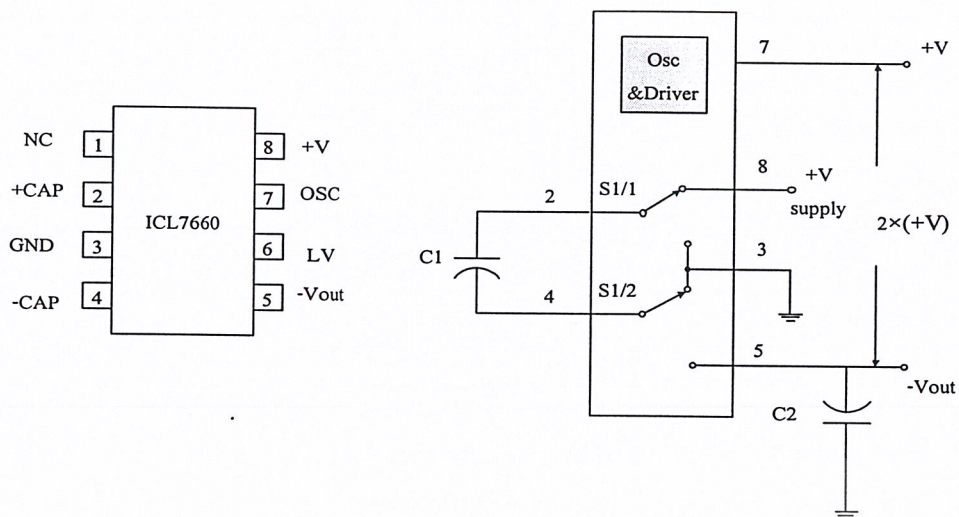 NC
1
+CAP
2
GND
3
-CAP
4
ICL7660
8
+V
7
OSC
6
LV
5
-Vout
Osc
&Driver
7
+V
2
S1/1
8
+V
supply
C1
4
S1/2
3
2×(+V)
5
-Vout
C2